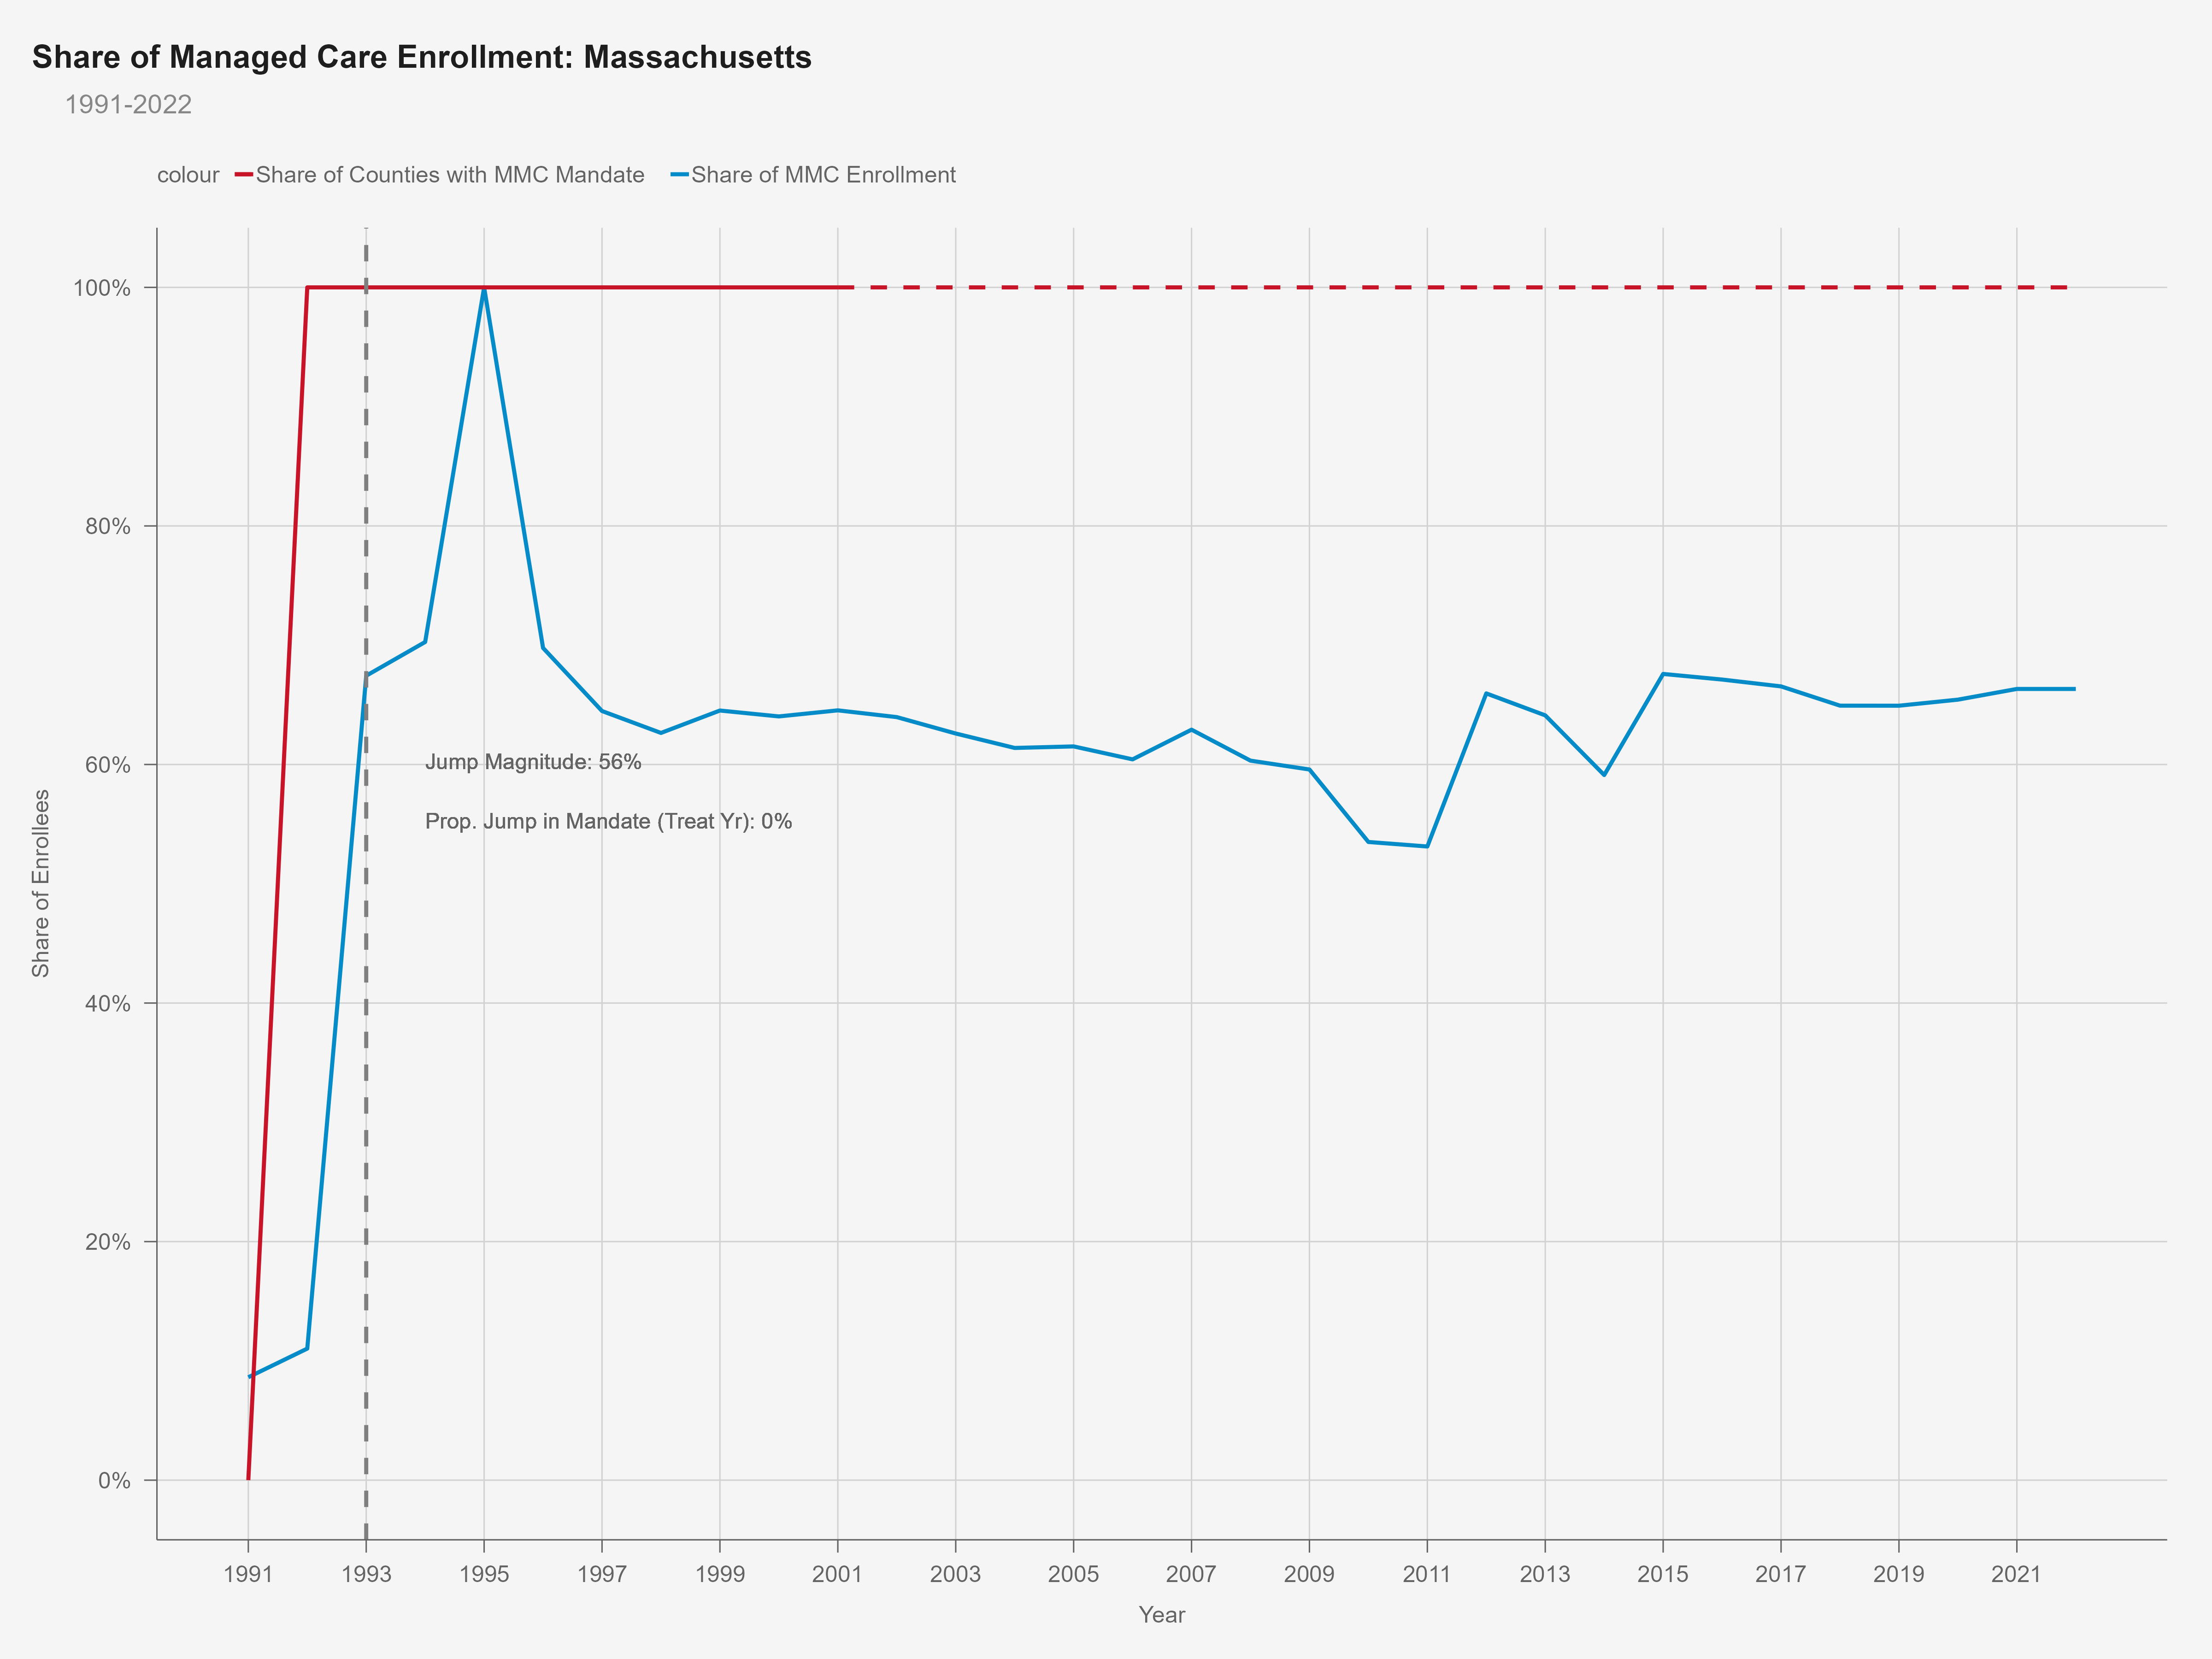 Share of Managed Care Enrollment: Massachusetts
1991-2022
colour Share of Counties with MMC Mandate Share of MMC Enrollment
100%
80%
60%
40%
20%
0%
Share of Enrollees
Jump Magnitude: 56%
Prop. Jump in Mandate (Treat Yr): 0%
1991 1993 1995 1997 1999 2001 2003 2005 2007 2009 2011 2013 2015 2017 2019 2021
Year